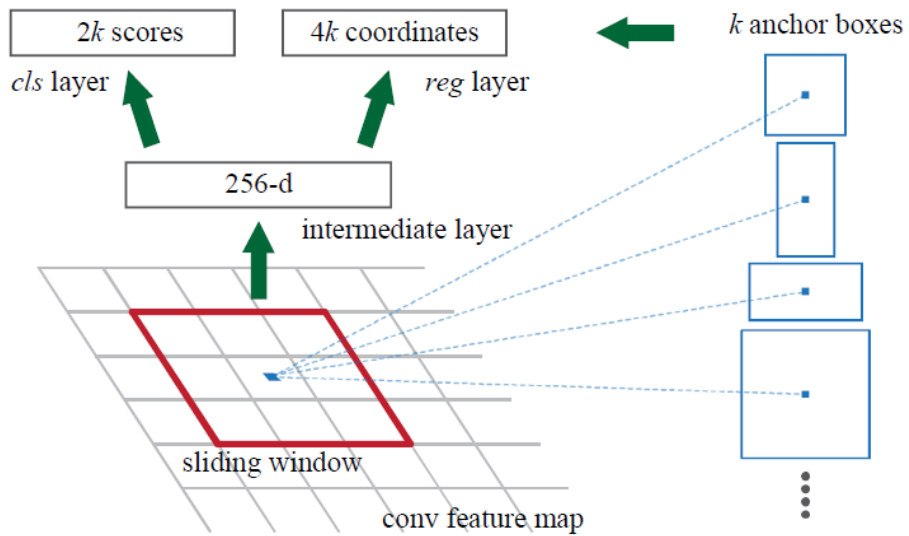 2k scores
4k coordinates
k anchor boxes
cls layer
reg layer
256-d
intermediate layer
sliding window
conv feature map